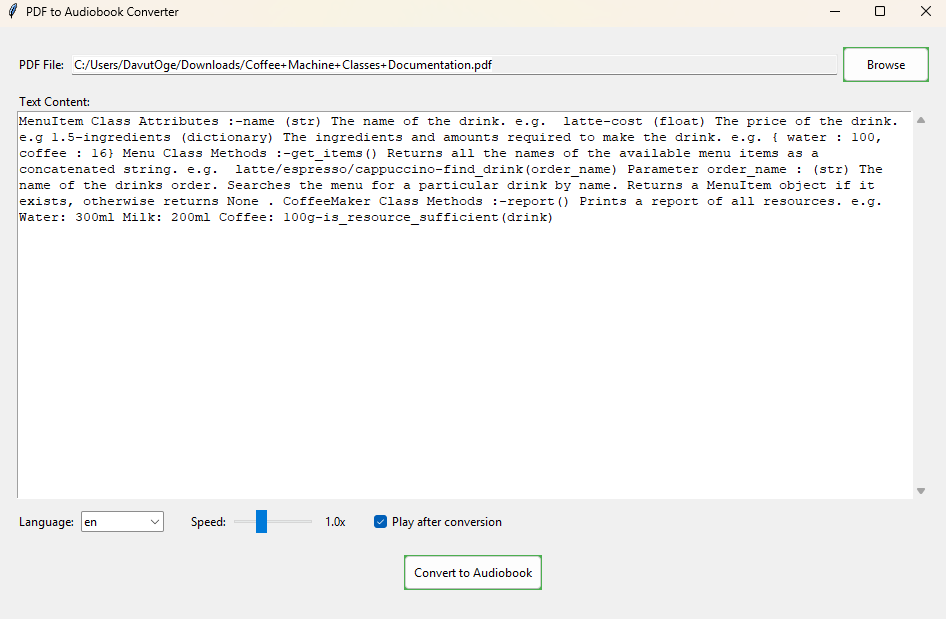 PDF to Audiobook Converter
PDF File: C:/Users/DavutOge/Downloads/Coffee+Machine+Classes+Documentation.pdf
Browse
Text Content:
MenuItem Class Attributes :-name (str) The name of the drink. e.g.  latte-cost (float) The price of the drink.
e.g 1.5-ingredients (dictionary) The ingredients and amounts required to make the drink. e.g. { water : 100,
coffee : 16} Menu Class Methods :-get_items() Returns all the names of the available menu items as a
concatenated string. e.g.  latte/espresso/cappuccino-find_drink(order_name) Parameter order_name : (str) The
name of the drinks order. Searches the menu for a particular drink by name. Returns a MenuItem object if it
exists, otherwise returns None . CoffeeMaker Class Methods :-report() Prints a report of all resources. e.g.
Water: 300ml Milk: 200ml Coffee: 100g-is_resource_sufficient(drink)
Language: en Speed: 1.0x Play after conversion
Convert to Audiobook